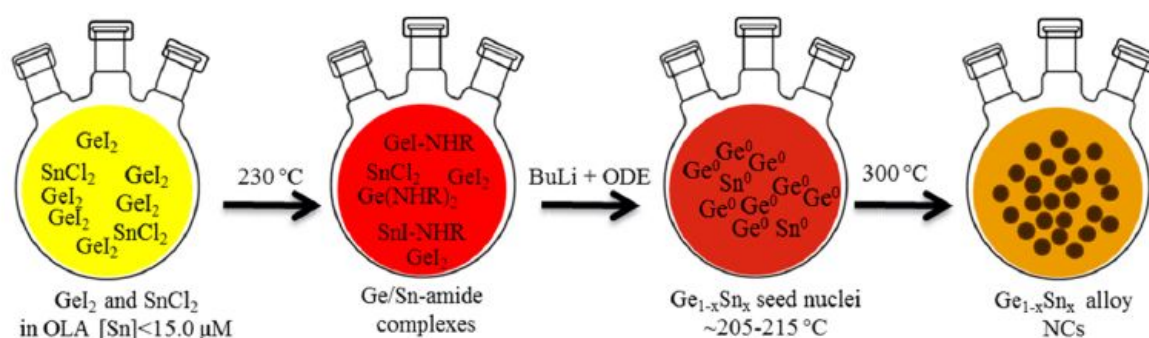 GeI₂
SnCl₂
GeI₂
GeI₂
GeI₂
GeI₂
SnCl₂
GeI₂
GeI₂ and SnCl₂
in OLA [Sn]<15.0 μM
230 °C
GeI-NHR
SnCl₂
GeI₂
Ge(NHR)₂
SnI-NHR
GeI₂
Ge/Sn-amide
complexes
BuLi + ODE
Ge⁰
Ge⁰
Ge⁰
Sn⁰
Ge⁰
Ge⁰
Ge⁰
Ge⁰
Ge⁰ Sn⁰
Ge₁₋ₓSnₓ seed nuclei
~205-215 °C
300 °C
Ge₁₋ₓSnₓ alloy
NCs